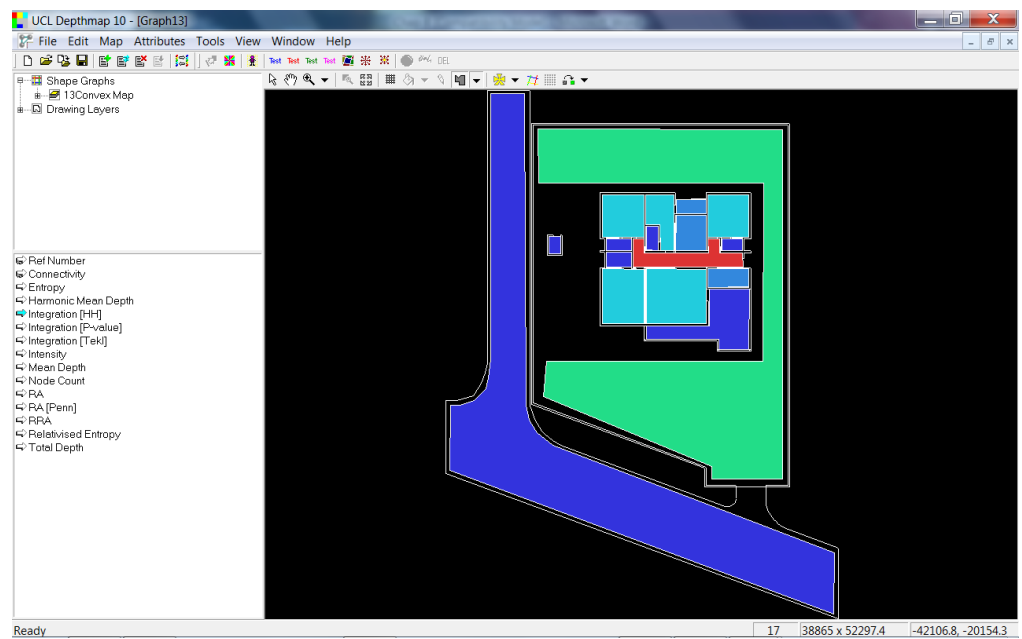 UCL Depthmap 10 - [Graph13]
File Edit Map Attributes Tools View Window Help
Test Test Test Test DEL
Shape Graphs
13Convex Map
Drawing Layers
Ref Number
Connectivity
Entropy
Harmonic Mean Depth
Integration [HH]
Integration [P-value]
Integration [Tekl]
Intensity
Mean Depth
Node Count
RA
RA [Penn]
RRA
Relativised Entropy
Total Depth
Ready 17 38865 x 52297.4 -42106.8, -20154.3